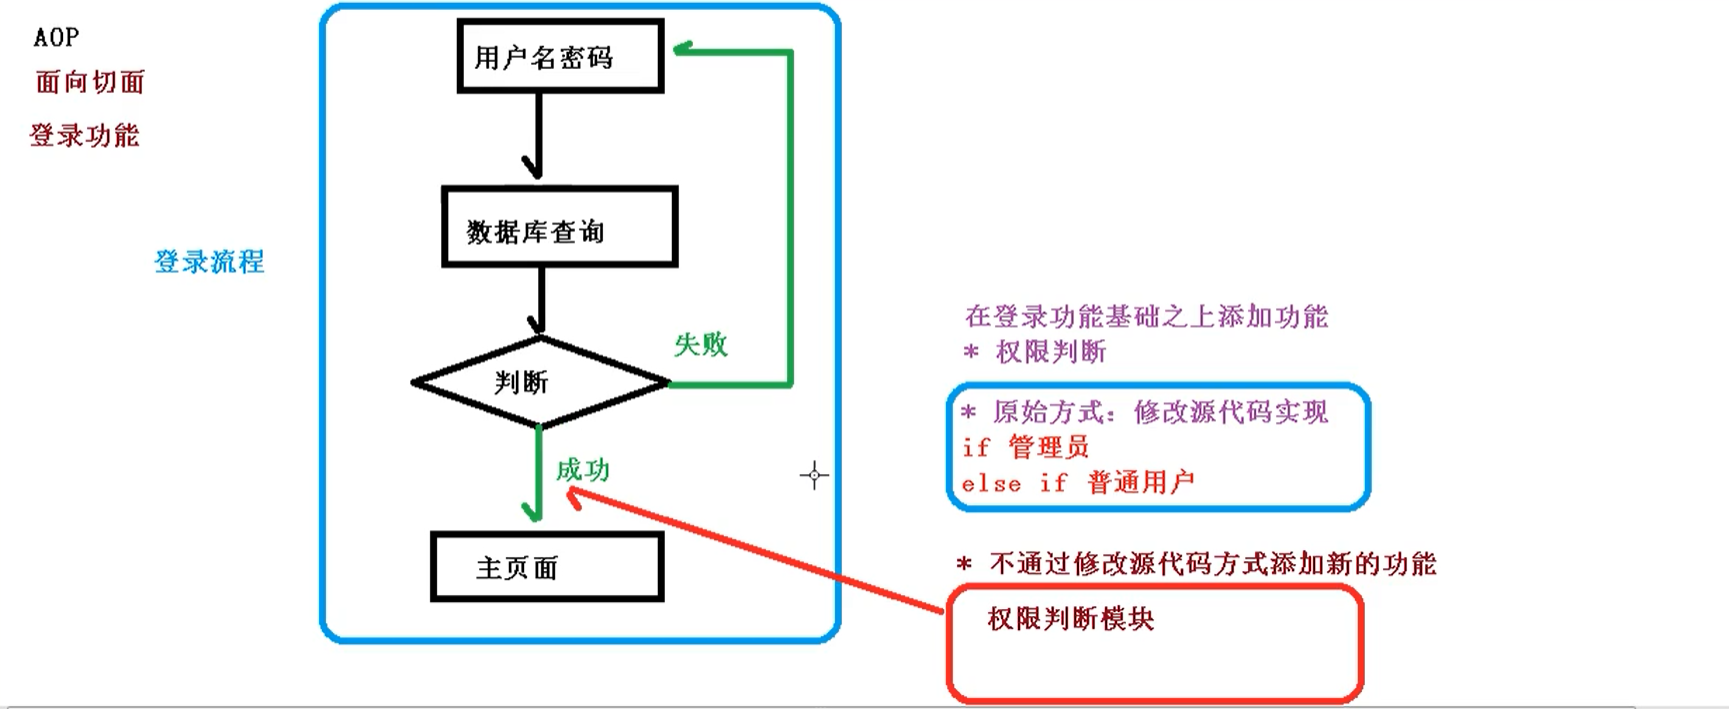 AOP
面向切面
登录功能
登录流程
用户名密码
数据库查询
判断
失败
成功
主页面
在登录功能基础之上添加功能
* 权限判断
* 原始方式：修改源代码实现
if 管理员
else if 普通用户
* 不通过修改源代码方式添加新的功能
权限判断模块